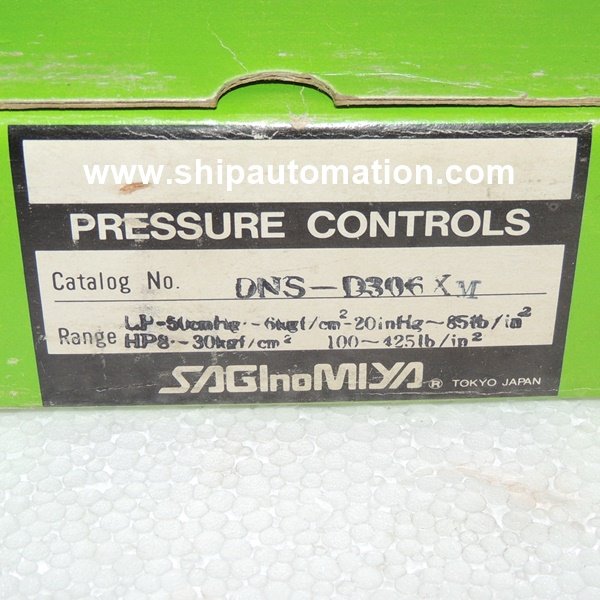 www.shipautomation.com
PRESSURE CONTROLS
Catalog No. DNS-D306XM
Range LP-50cmHg~6kgf/cm²-20inHg~85lb/in²
HP8~30kgf/cm² 100~425lb/in²
SAGInoMIYA® TOKYO JAPAN